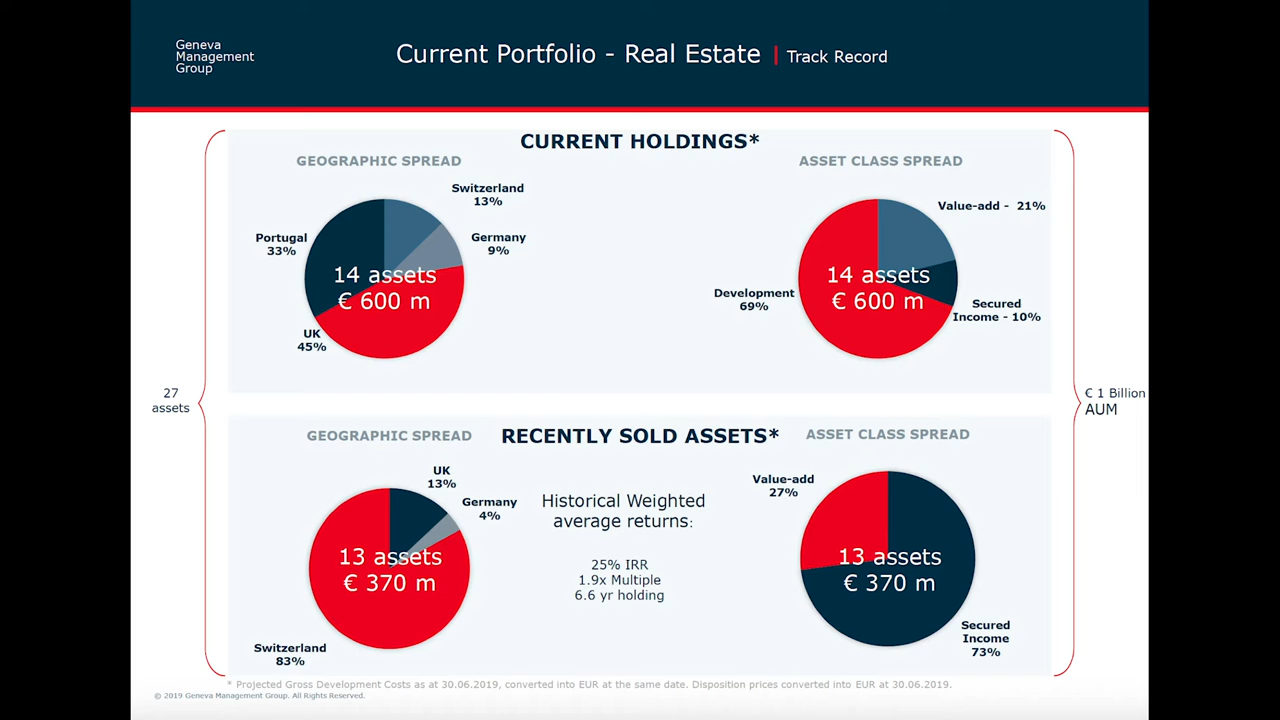 Geneva
Management
Group
Current Portfolio - Real Estate | Track Record
CURRENT HOLDINGS*
GEOGRAPHIC SPREAD
Switzerland
13%
Germany
9%
Portugal
33%
14 assets
€ 600 m
UK
45%
ASSET CLASS SPREAD
Value-add - 21%
14 assets
€ 600 m
Development
69%
Secured
Income - 10%
27
assets
€ 1 Billion
AUM
RECENTLY SOLD ASSETS*
GEOGRAPHIC SPREAD
UK
13%
Germany
4%
13 assets
€ 370 m
Switzerland
83%
Historical Weighted
average returns:
25% IRR
1.9x Multiple
6.6 yr holding
ASSET CLASS SPREAD
Value-add
27%
13 assets
€ 370 m
Secured
Income
73%
* Projected Gross Development Costs as at 30.06.2019, converted into EUR at the same date. Disposition prices converted into EUR at 30.06.2019.
© 2019 Geneva Management Group. All Rights Reserved.